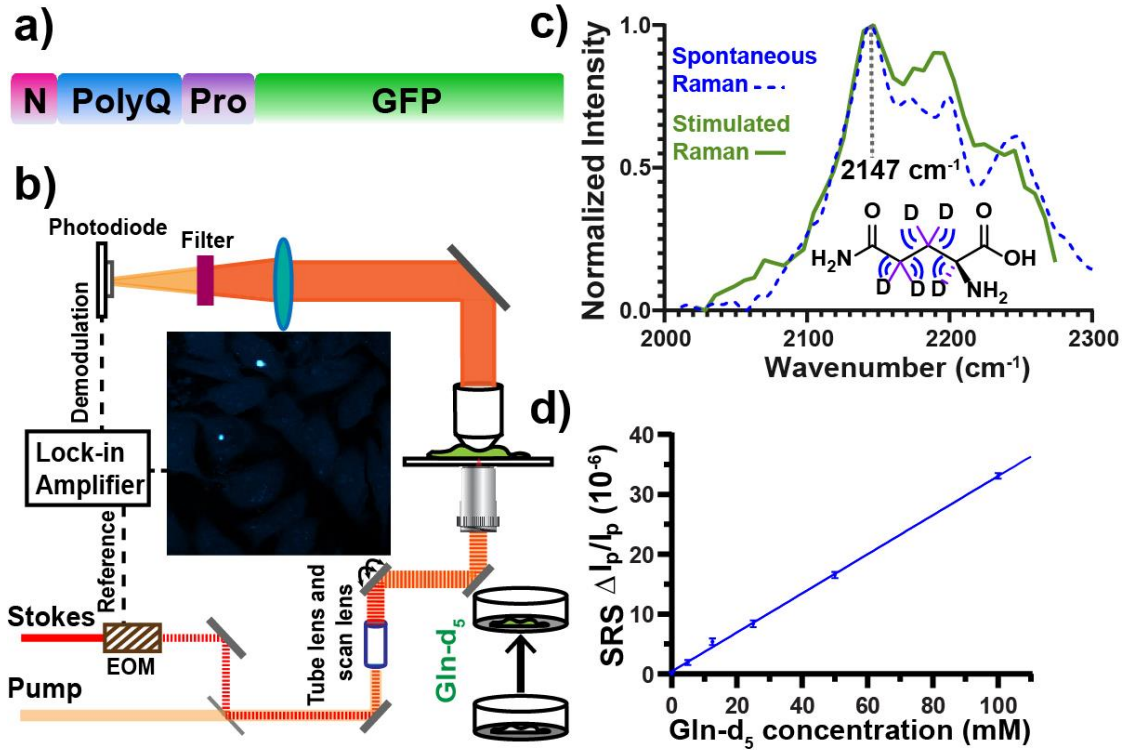 a)
N PolyQ Pro GFP
b)
Photodiode
Filter
Demodulation
Lock-in
Amplifier
Reference
Stokes
EOM
Pump
Tube lens and
scan lens
Gln-d5
c)
Normalized Intensity
1.0
0.5
0.0
Spontaneous
Raman
Stimulated
Raman
2147 cm-1
O D D O
H2N OH
D D D NH2
2000 2100 2200 2300
Wavenumber (cm-1)
d)
SRS Δ Ip/Ip (10-6)
40
30
20
10
0
0 20 40 60 80 100
Gln-d5 concentration (mM)